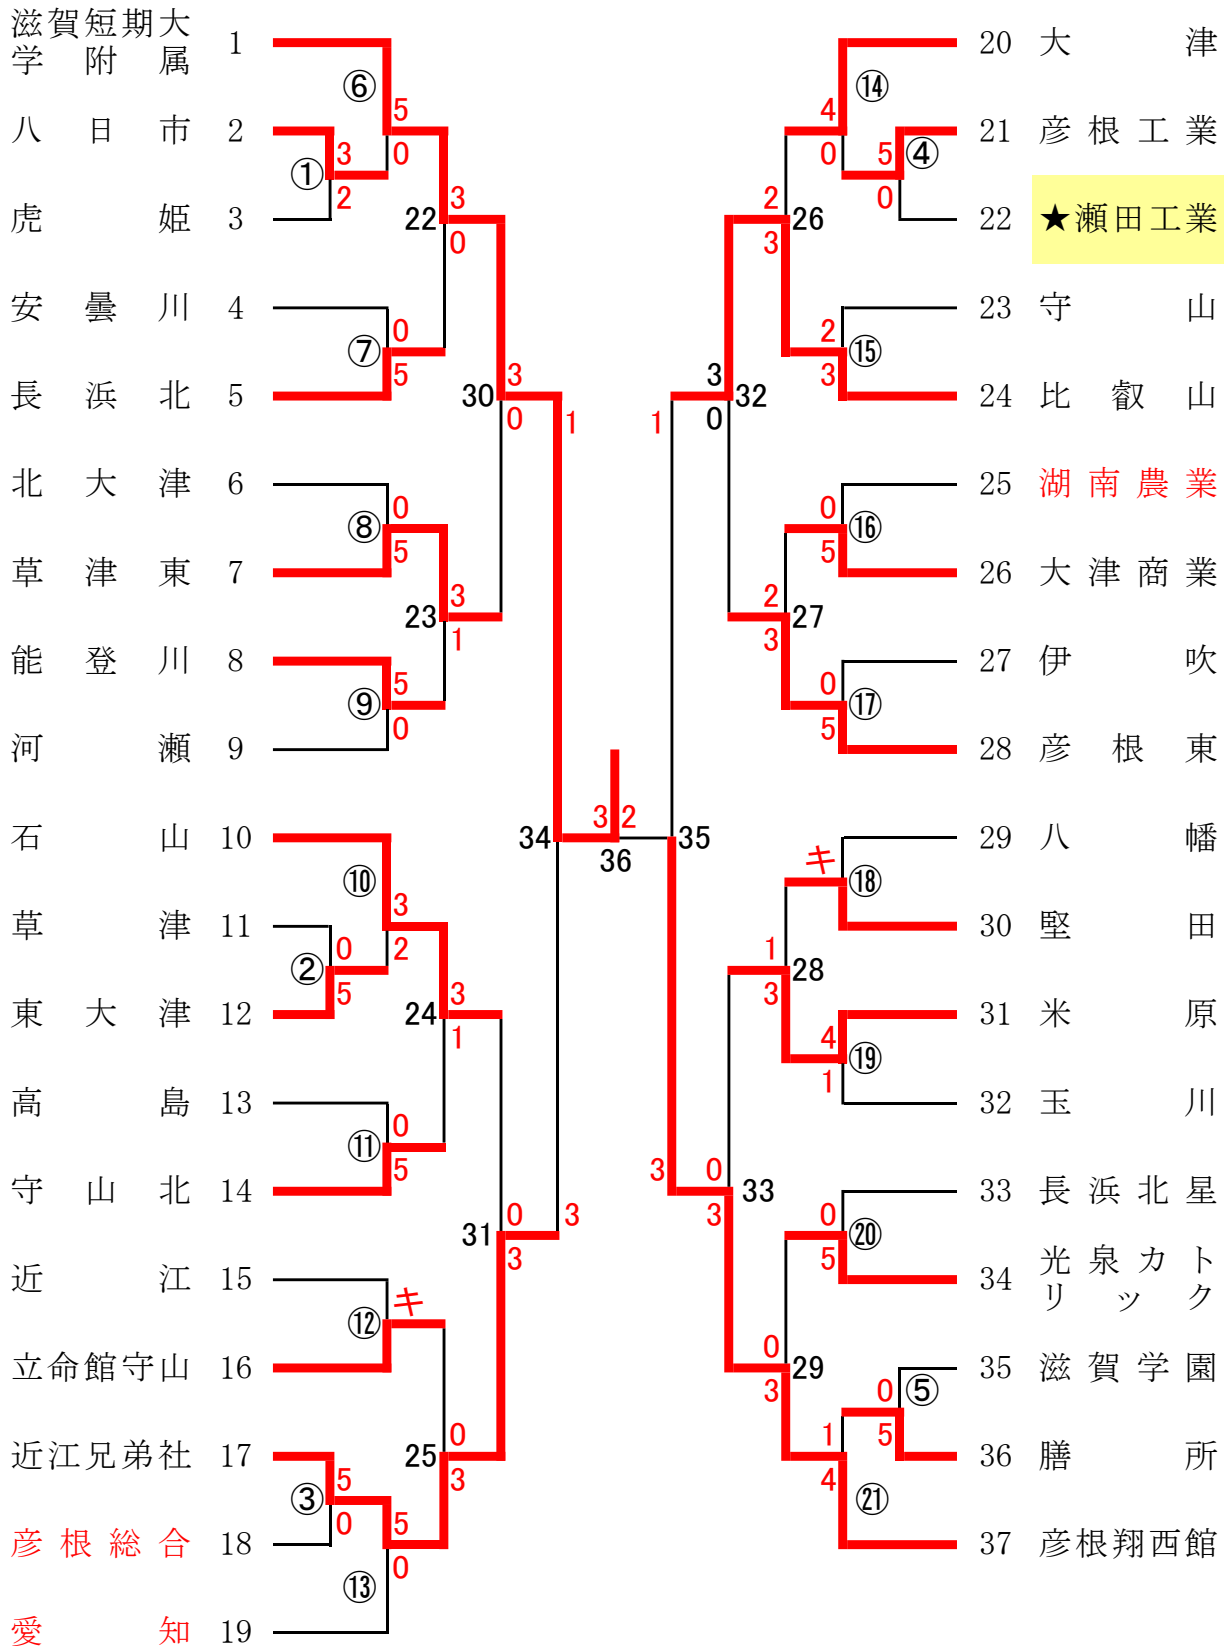 滋賀短期大
学附属 1
八日市 2
虎姫 3
安曇川 4
長浜北 5
北大津 6
草津東 7
能登川 8
河瀬 9
石山 10
草津 11
東大津 12
高島 13
守山北 14
近江 15
立命館守山 16
近江兄弟社 17
彦根総合 18
愛知 19
⑥
5
0
①
3
2
22
3
0
⑦
0
5
30
3
0
1
⑧
0
5
23
3
1
⑨
5
0
34
⑩
3
2
②
0
5
24
3
1
⑪
0
5
31
0
3
3
⑫
キ
25
0
3
③
5
0
5
0
⑬
3 2
36
20 大津
21 彦根工業
22 ★瀬田工業
23 守山
24 比叡山
25 湖南農業
26 大津商業
27 伊吹
28 彦根東
29 八幡
30 堅田
31 米原
32 玉川
33 長浜北星
34 光泉カト
リック
35 滋賀学園
36 膳所
37 彦根翔西館
⑭
4
0
5
④
0
2
26
3
2
⑮
3
3
32
0
1
0
⑯
5
2
27
3
0
⑰
5
35
キ
⑱
1
28
3
4
⑲
1
3
0
33
3
0
⑳
5
0
29
3
0
⑤
5
1
4
㉑